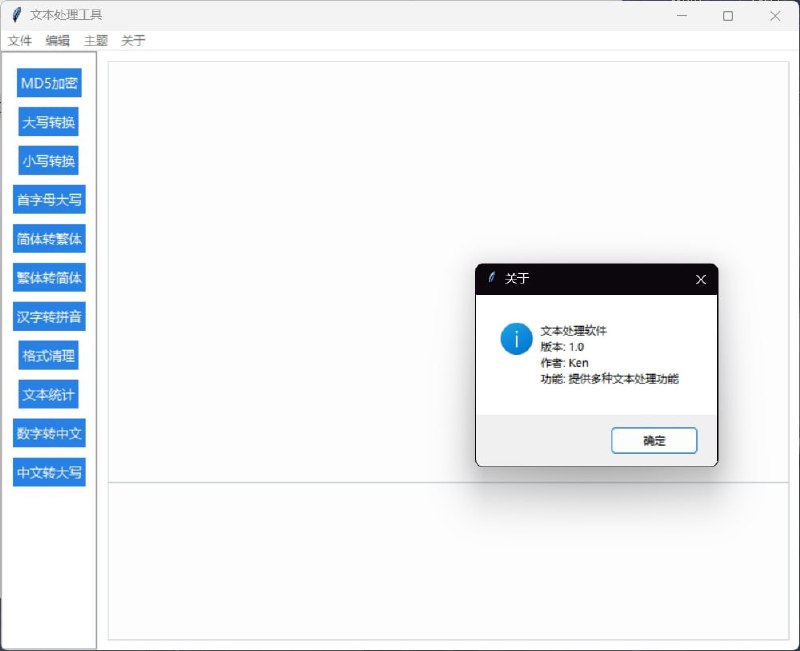 文本处理工具
文件 编辑 主题 关于
MD5加密
大写转换
小写转换
首字母大写
简体转繁体
繁体转简体
汉字转拼音
格式清理
文本统计
数字转中文
中文转大写
关于
文本处理软件
版本: 1.0
作者: Ken
功能: 提供多种文本处理功能
确定